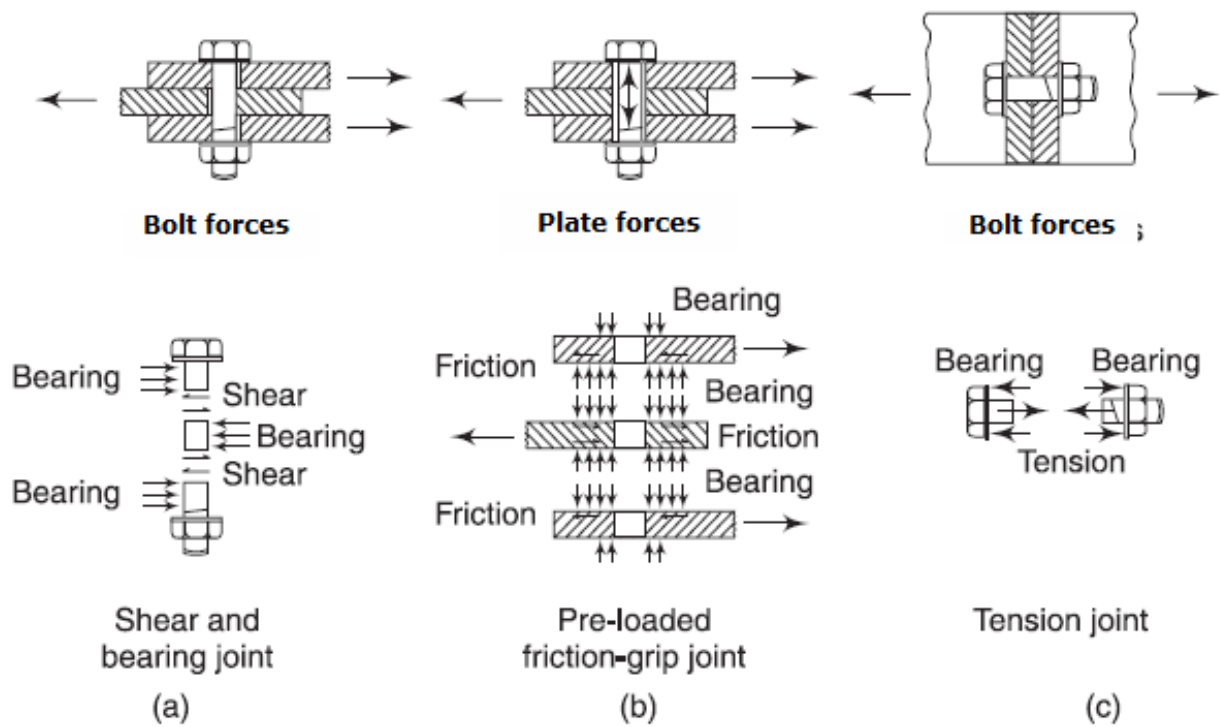 Bolt forces
Plate forces
Bolt forces s
Bearing
Shear
Bearing
Shear
Bearing
Bearing
Friction
Bearing
Friction
Bearing
Friction
Bearing
Bearing
Tension
Shear and
bearing joint
(a)
Pre-loaded
friction-grip joint
(b)
Tension joint
(c)